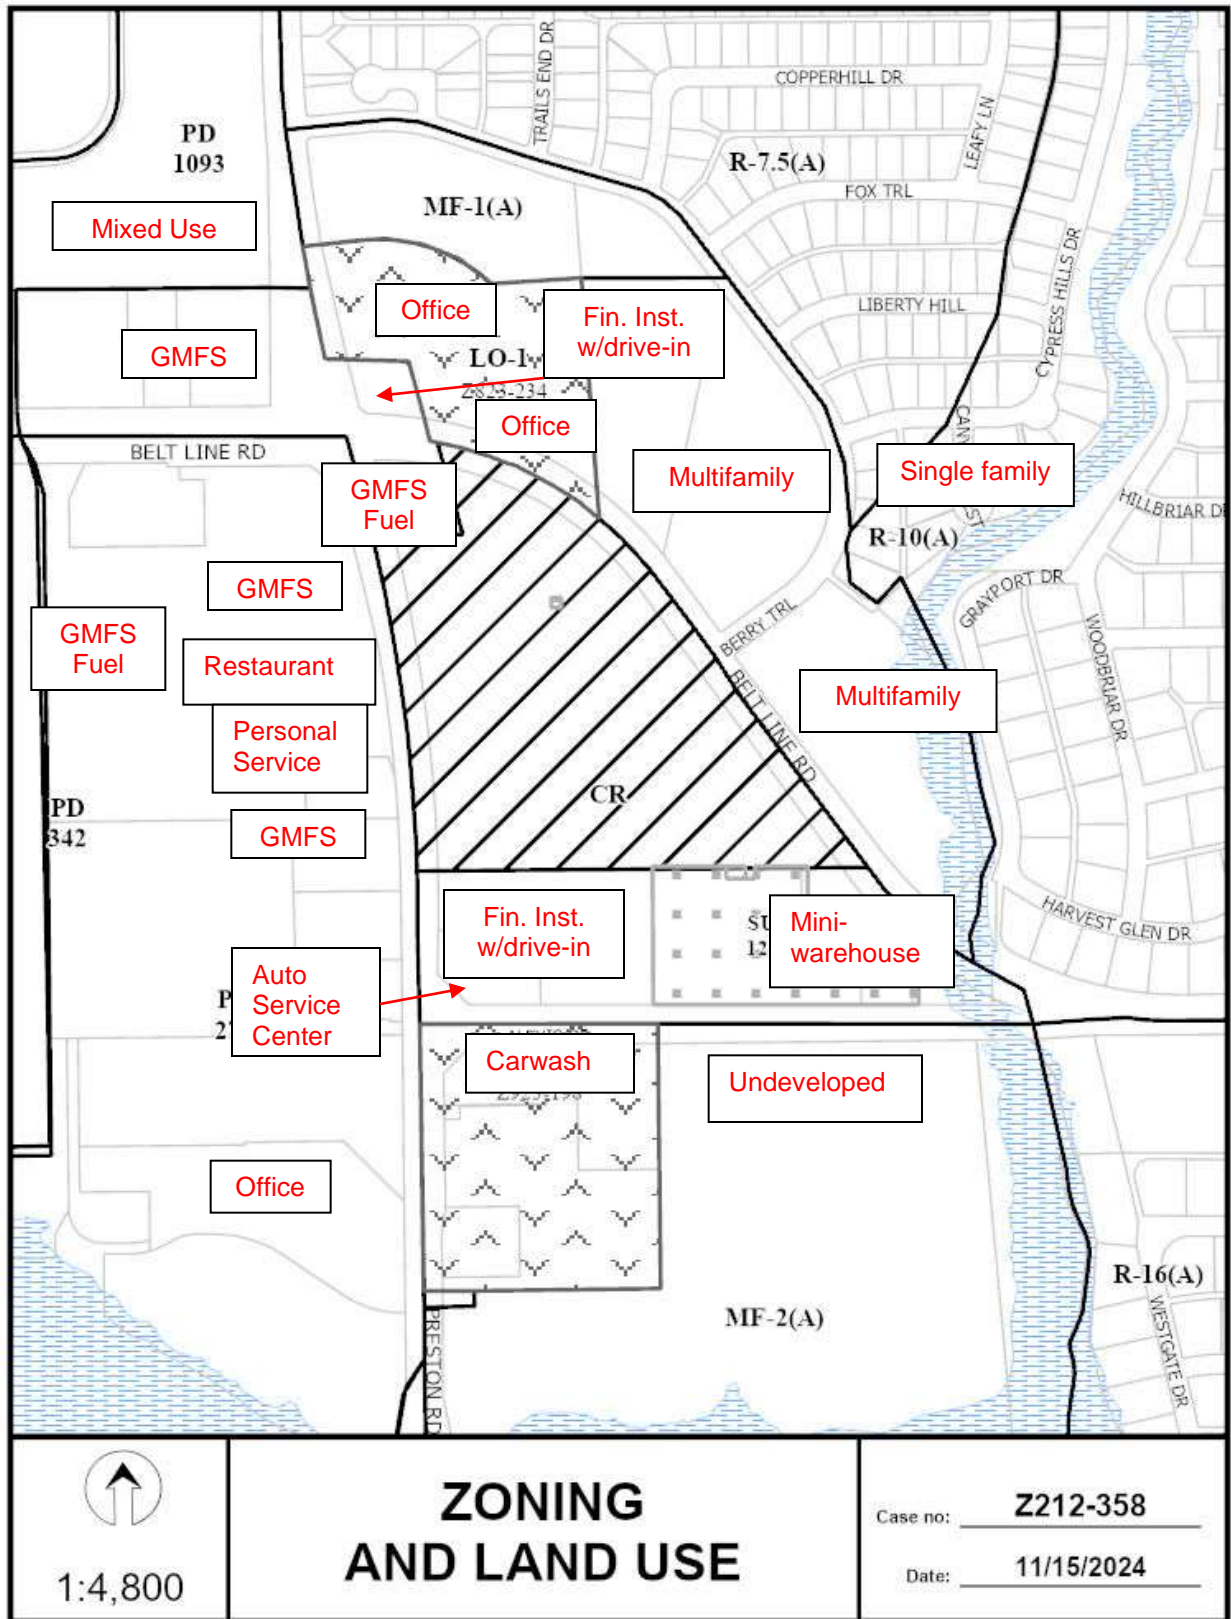 COPPERHILL DR
TRAILS END DR
LEAFY LN
PD
1093
R-7.5(A)
FOX TRL
MF-1(A)
Mixed Use
CYPRESS HILLS DR
LIBERTY HILL
Office
Fin. Inst.
w/drive-in
GMFS
LO-1
Z823-234
Office
BELT LINE RD
Multifamily
Single family
GMFS
Fuel
HILLBRIAR D
R-10(A)
GMFS
GRAYPORT DR
BERRY TRL
WOODBRIAR DR
GMFS
Fuel
Restaurant
Multifamily
BELT LINE RD
Personal
Service
CR
PD
342
GMFS
Fin. Inst.
w/drive-in
Mini-
warehouse
HARVEST GLEN DR
Auto
Service
Center
Carwash
Undeveloped
Office
R-16(A)
WESTGATE DR
MF-2(A)
PRESTON RD
1:4,800
ZONING
AND LAND USE
Case no: Z212-358
Date: 11/15/2024